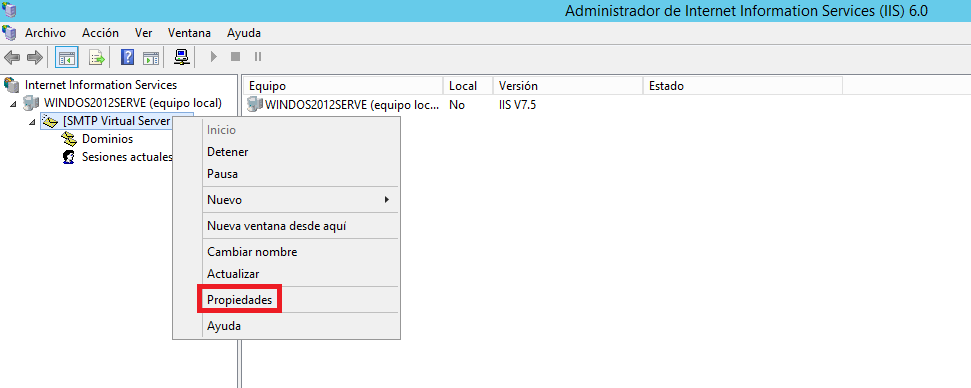 Administrador de Internet Information Services (IIS) 6.0
Archivo Acción Ver Ventana Ayuda
Internet Information Services
WINDOS2012SERVE (equipo local)
[SMTP Virtual Server
Dominios
Sesiones actuales
Equipo Local Versión Estado
WINDOS2012SERVE (equipo loc... No IIS V7.5
Inicio
Detener
Pausa
Nuevo
Nueva ventana desde aquí
Cambiar nombre
Actualizar
Propiedades
Ayuda